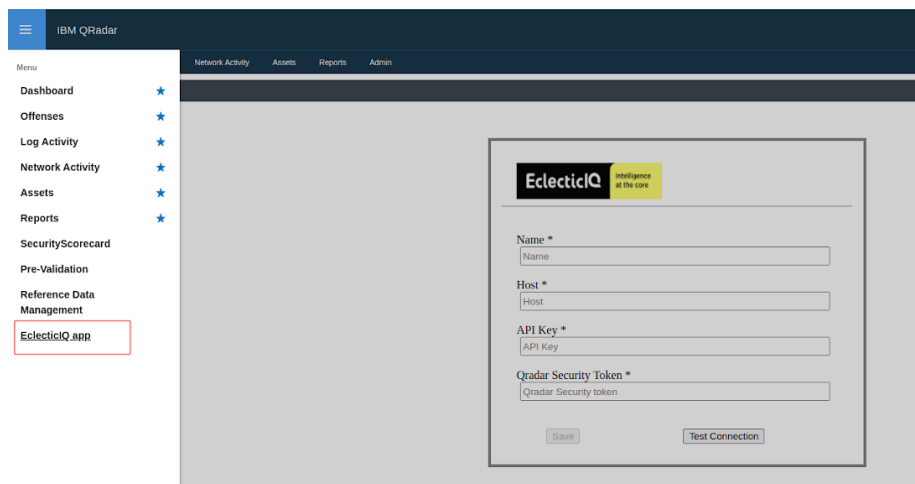 IBM QRadar
Menu
Dashboard
Offenses
Log Activity
Network Activity
Assets
Reports
SecurityScorecard
Pre-Validation
Reference Data
Management
EclecticIQ app
Network Activity Assets Reports Admin
EclecticIQ
Intelligence
at the core
Name *
Name
Host *
Host
API Key *
API Key
Qradar Security Token *
Qradar Security token
Save Test Connection